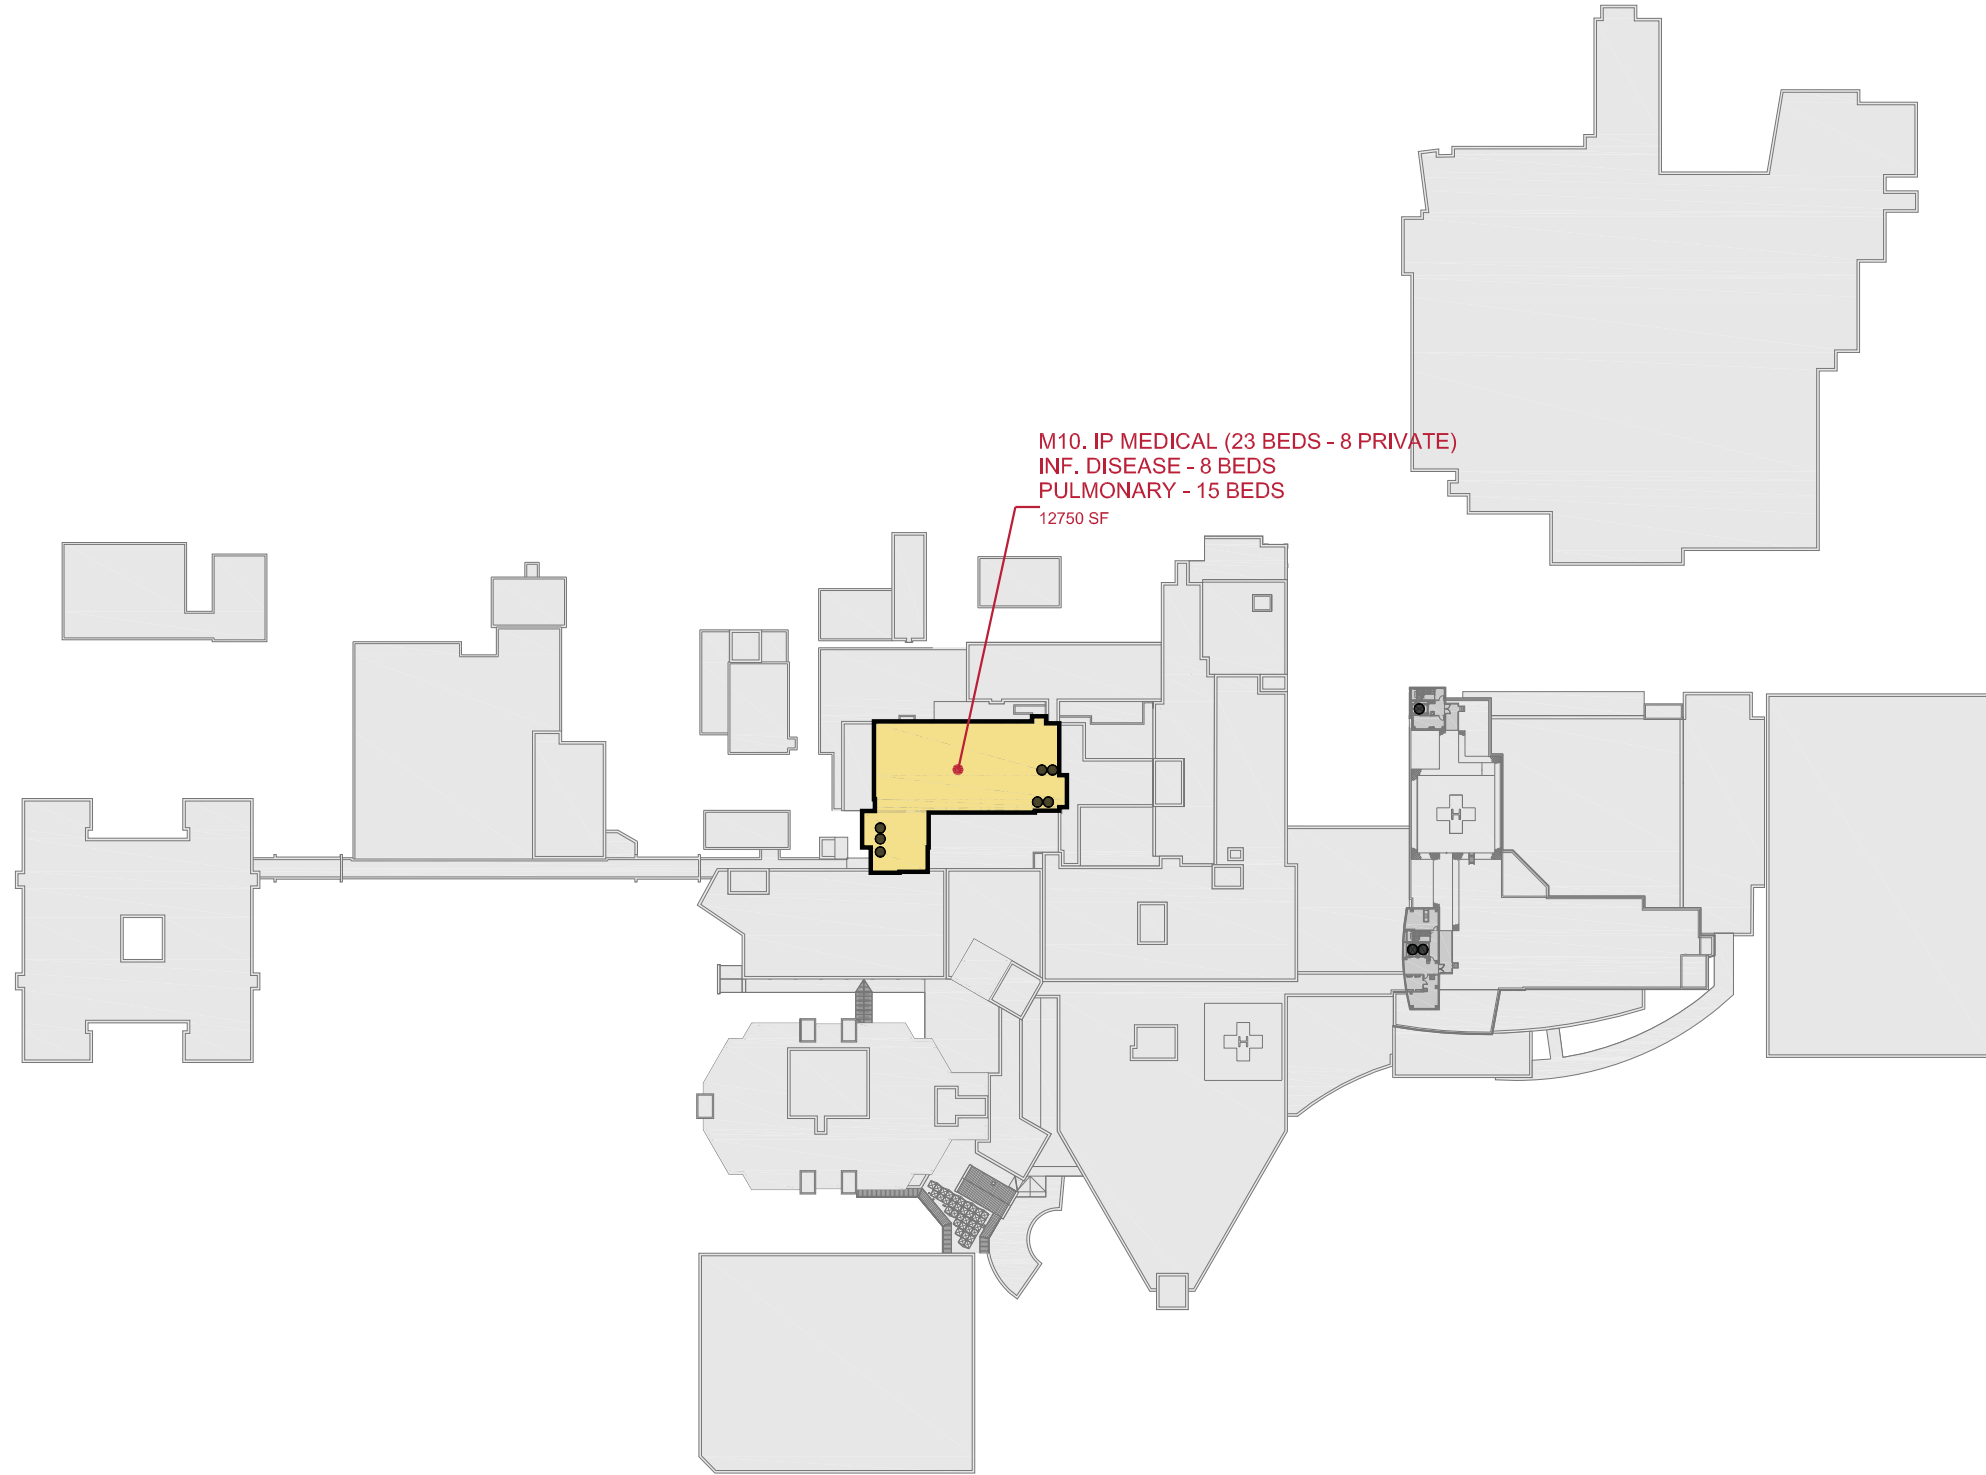 M10. IP MEDICAL (23 BEDS - 8 PRIVATE)
INF. DISEASE - 8 BEDS
PULMONARY - 15 BEDS
12750 SF
H
H